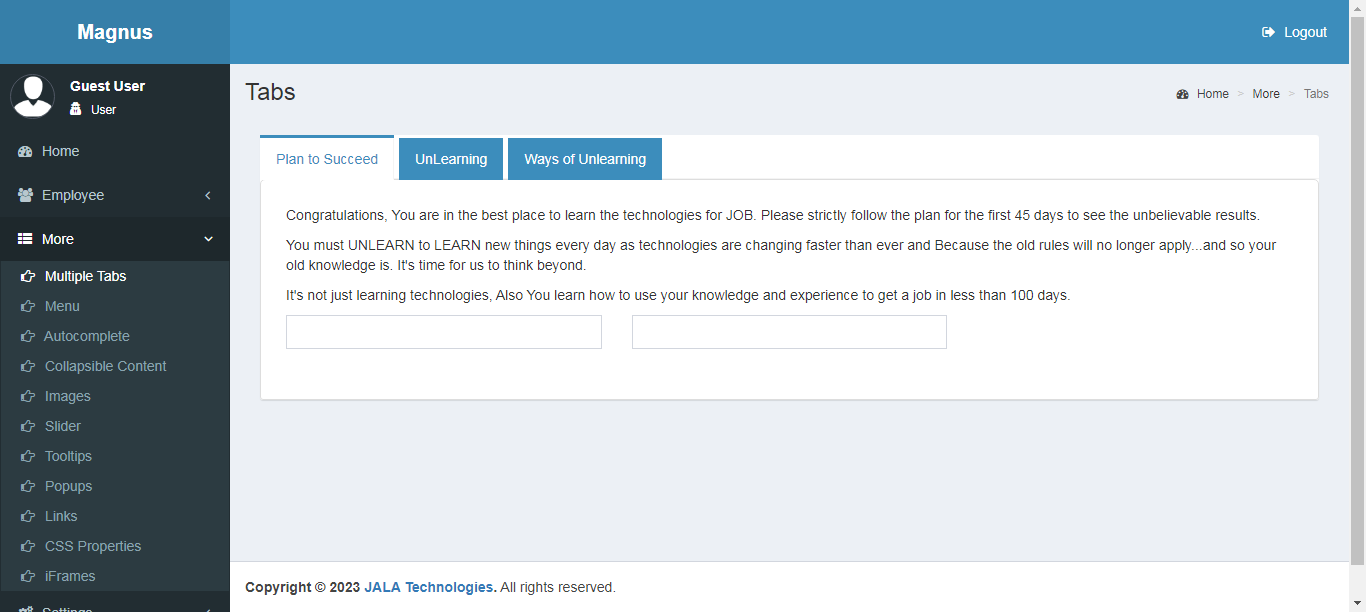 Magnus
Logout
Guest User
User
Home
Employee
More
Multiple Tabs
Menu
Autocomplete
Collapsible Content
Images
Slider
Tooltips
Popups
Links
CSS Properties
iFrames
Settings
Tabs
Home > More > Tabs
Plan to Succeed
UnLearning
Ways of Unlearning
Congratulations, You are in the best place to learn the technologies for JOB. Please strictly follow the plan for the first 45 days to see the unbelievable results.
You must UNLEARN to LEARN new things every day as technologies are changing faster than ever and Because the old rules will no longer apply...and so your
old knowledge is. It's time for us to think beyond.
It's not just learning technologies, Also You learn how to use your knowledge and experience to get a job in less than 100 days.
Copyright © 2023 JALA Technologies. All rights reserved.